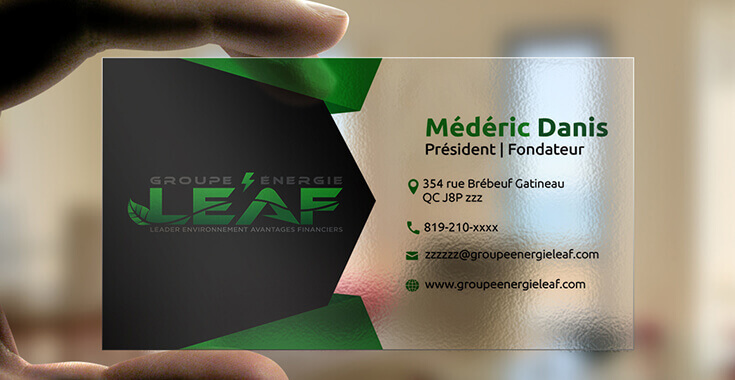 GROUPE ENERGIE
LEAF
LEADER ENVIRONNEMENT AVANTAGES FINANCIERS
Médéric Danis
Président | Fondateur
354 rue Brébeuf Gatineau
QC J8P zzz
819-210-xxxx
zzzzzz@groupeenergieleaf.com
www.groupeenergieleaf.com